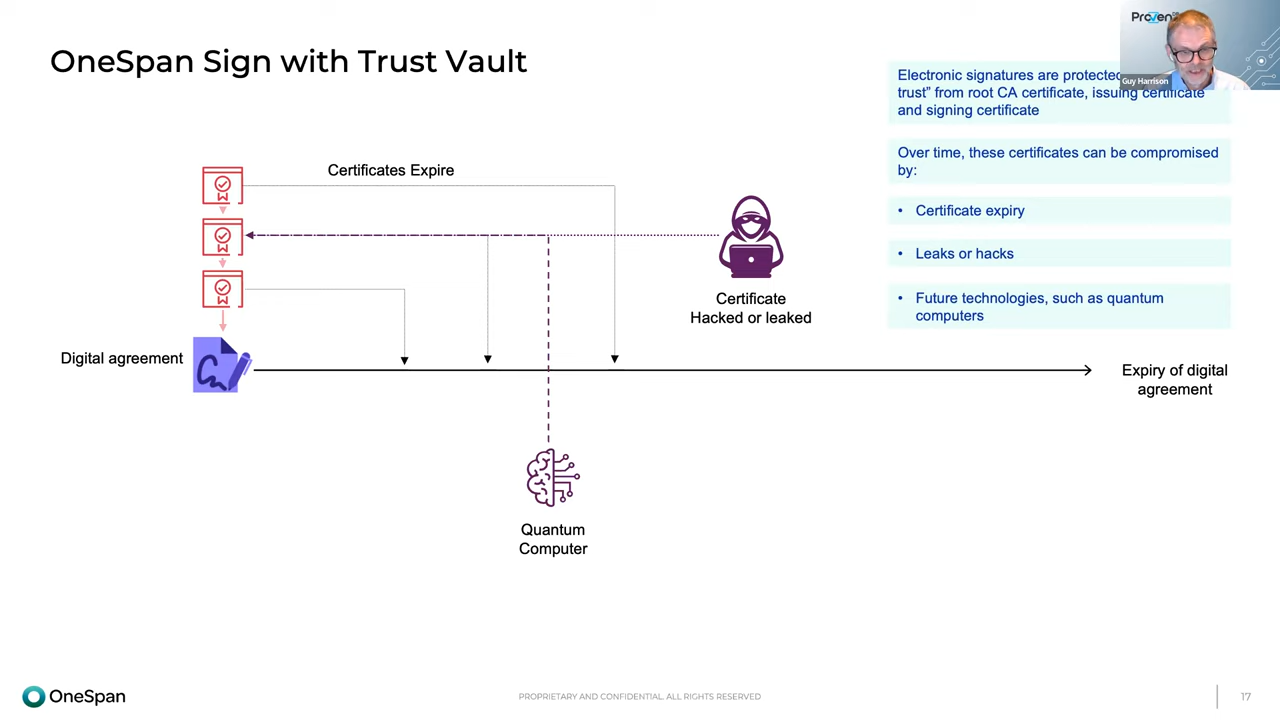 OneSpan Sign with Trust Vault
Guy Harrison
Electronic signatures are protected
trust” from root CA certificate, issuing certificate
and signing certificate
Over time, these certificates can be compromised
by:
• Certificate expiry
• Leaks or hacks
• Future technologies, such as quantum
computers
Certificates Expire
Certificate
Hacked or leaked
Digital agreement
Expiry of digital
agreement
Quantum
Computer
OneSpan
PROPRIETARY AND CONFIDENTIAL. ALL RIGHTS RESERVED
17